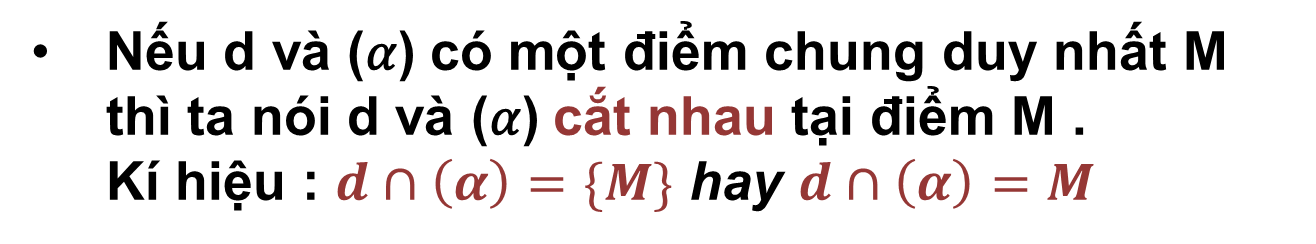 • Nếu d và (𝛼) có một điểm chung duy nhất M
thì ta nói d và (𝛼) cắt nhau tại điểm M .
Kí hiệu : 𝒅 ∩ (𝜶) = {𝑴} hay 𝒅 ∩ (𝜶) = 𝑴